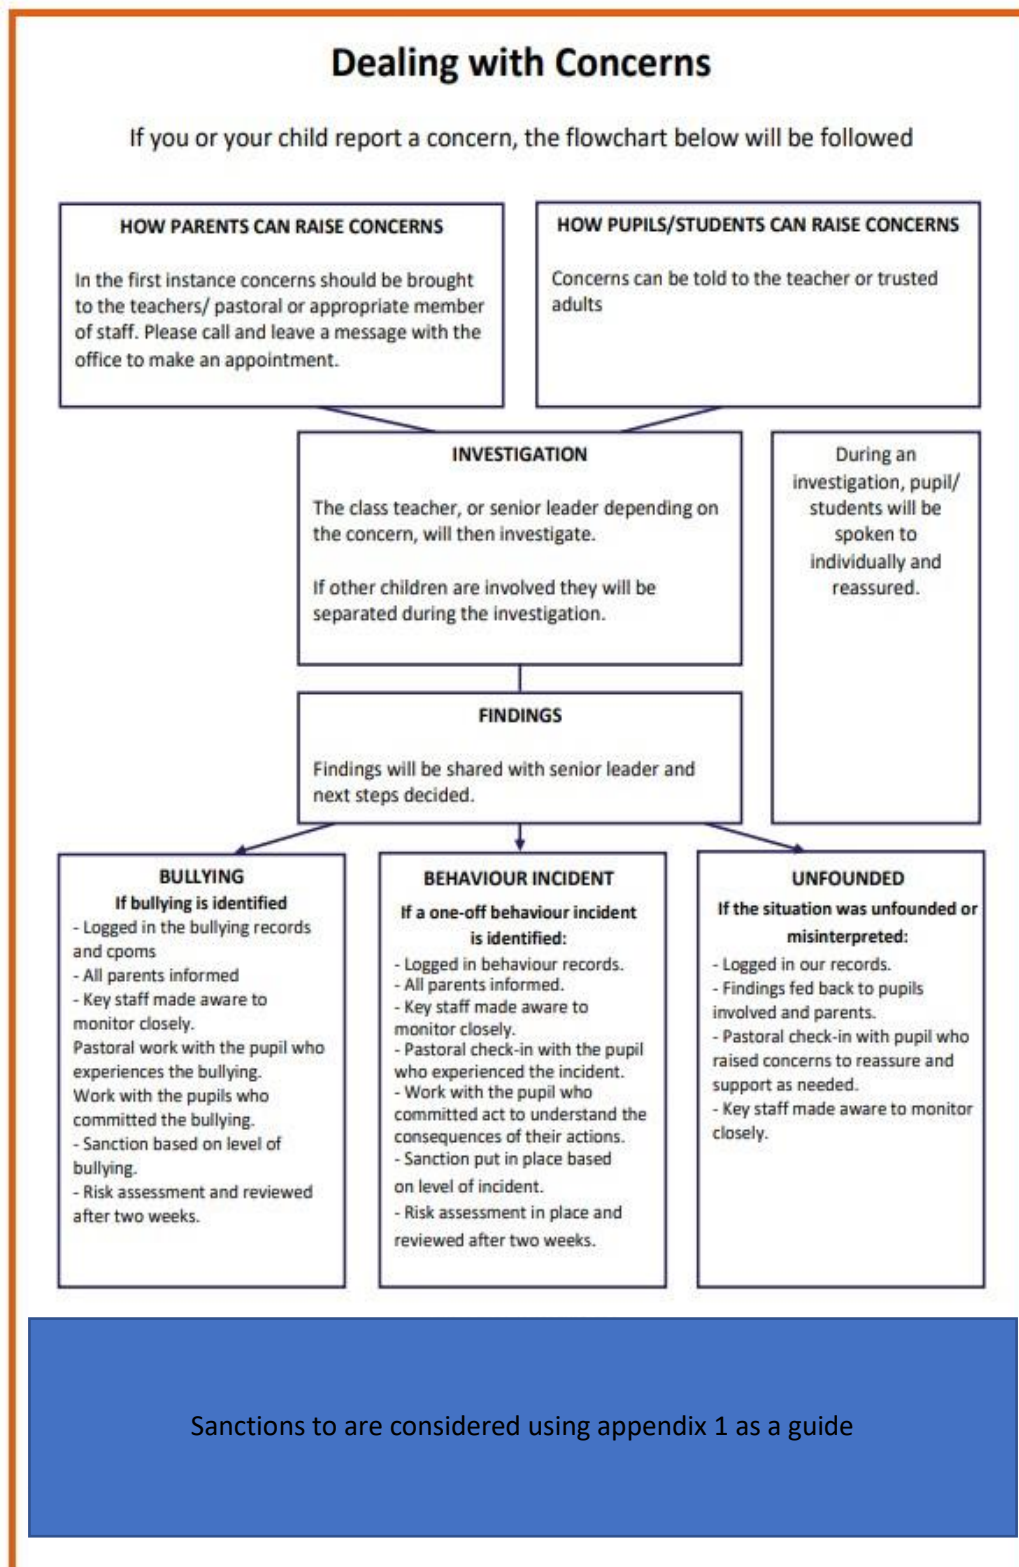 Dealing with Concerns
If you or your child report a concern, the flowchart below will be followed
HOW PARENTS CAN RAISE CONCERNS
In the first instance concerns should be brought
to the teachers/ pastoral or appropriate member
of staff. Please call and leave a message with the
office to make an appointment.
HOW PUPILS/STUDENTS CAN RAISE CONCERNS
Concerns can be told to the teacher or trusted
adults
INVESTIGATION
The class teacher, or senior leader depending on
the concern, will then investigate.
If other children are involved they will be
separated during the investigation.
During an
investigation, pupil/
students will be
spoken to
individually and
reassured.
FINDINGS
Findings will be shared with senior leader and
next steps decided.
BULLYING
If bullying is identified
- Logged in the bullying records
and cpoms
- All parents informed
- Key staff made aware to
monitor closely.
Pastoral work with the pupil who
experiences the bullying.
Work with the pupils who
committed the bullying.
- Sanction based on level of
bullying.
- Risk assessment and reviewed
after two weeks.
BEHAVIOUR INCIDENT
If a one-off behaviour incident
is identified:
- Logged in behaviour records.
- All parents informed.
- Key staff made aware to
monitor closely.
- Pastoral check-in with the pupil
who experienced the incident.
- Work with the pupil who
committed act to understand the
consequences of their actions.
- Sanction put in place based
on level of incident.
- Risk assessment in place and
reviewed after two weeks.
UNFOUNDED
If the situation was unfounded or
misinterpreted:
- Logged in our records.
- Findings fed back to pupils
involved and parents.
- Pastoral check-in with pupil who
raised concerns to reassure and
support as needed.
- Key staff made aware to monitor
closely.
Sanctions to are considered using appendix 1 as a guide